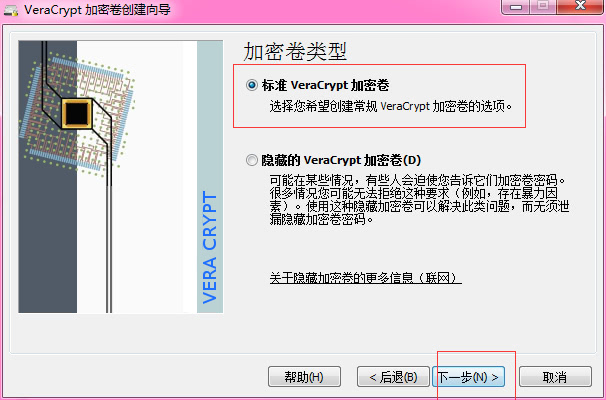 VeraCrypt 加密卷创建向导
加密卷类型
标准 VeraCrypt 加密卷
选择您希望创建常规 VeraCrypt 加密卷的选项。
隐藏的 VeraCrypt 加密卷(D)
可能在某些情况，有些人会迫使您告诉它们加密卷密码。
很多情况您可能无法拒绝这种要求（例如，存在暴力因
素）。使用这种隐藏加密卷可以解决此类问题，而无须泄
漏隐藏加密卷密码。
关于隐藏加密卷的更多信息（联网）
VERA CRYPT
帮助(H)
< 后退(B)
下一步(N) >
取消